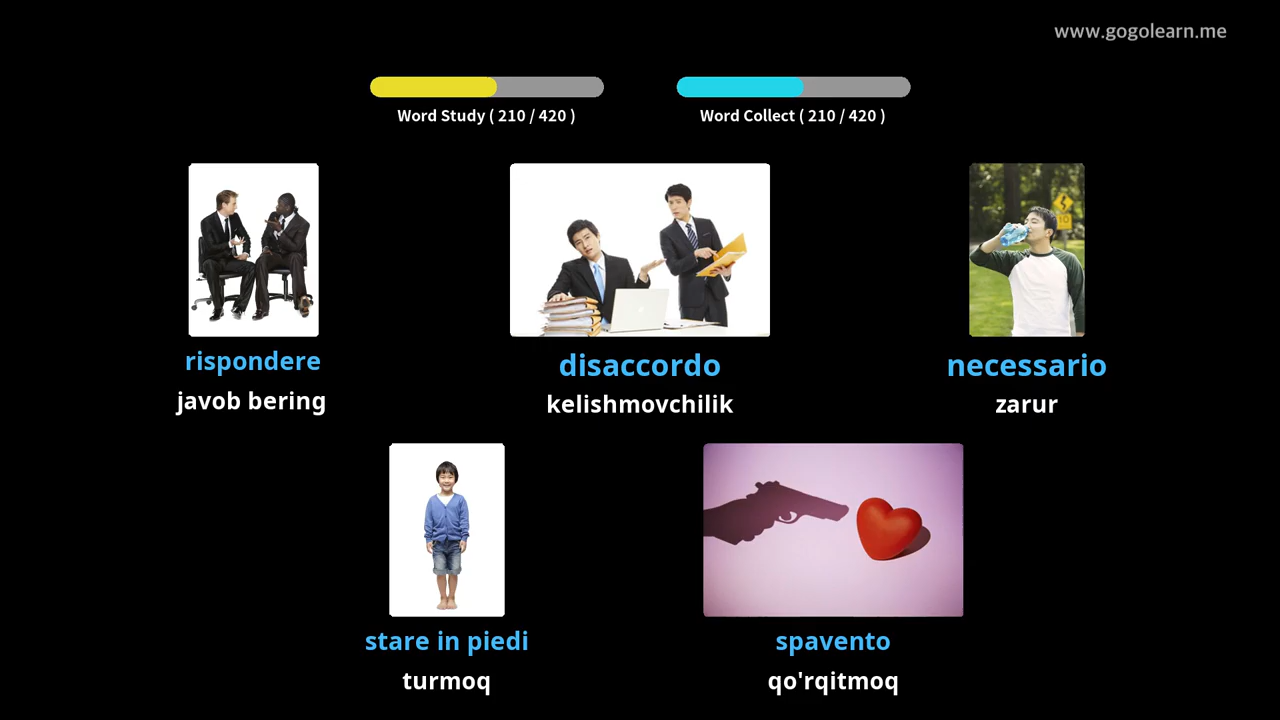 www.gogolearn.me
Word Study ( 210 / 420 )
Word Collect ( 210 / 420 )
rispondere
javob bering
disaccordo
kelishmovchilik
necessario
zarur
stare in piedi
turmoq
spavento
qo'rqitmoq